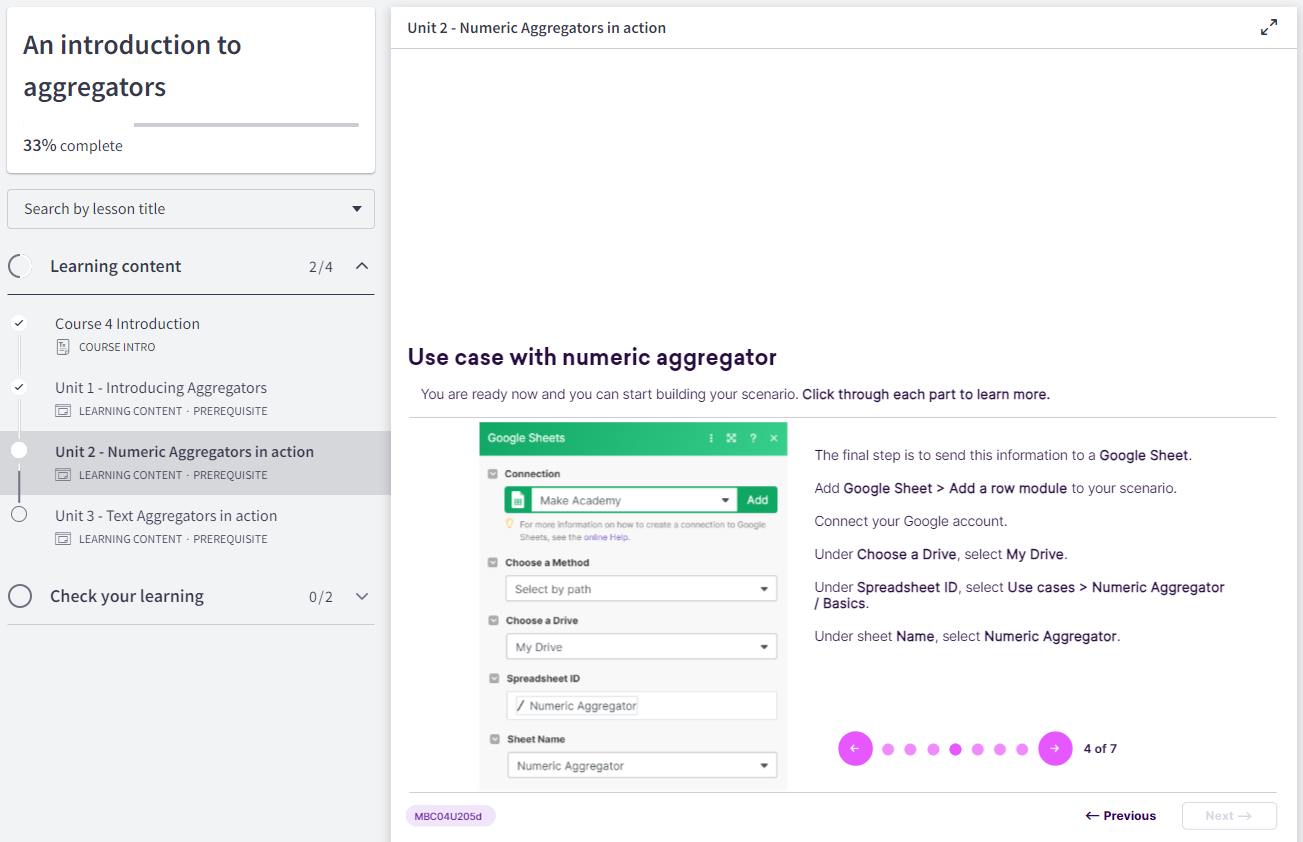 An introduction to
aggregators
33% complete
Search by lesson title
Learning content 2/4
Course 4 Introduction
COURSE INTRO
Unit 1 - Introducing Aggregators
LEARNING CONTENT · PREREQUISITE
Unit 2 - Numeric Aggregators in action
LEARNING CONTENT · PREREQUISITE
Unit 3 - Text Aggregators in action
LEARNING CONTENT · PREREQUISITE
Check your learning 0/2
Unit 2 - Numeric Aggregators in action
Use case with numeric aggregator
You are ready now and you can start building your scenario. Click through each part to learn more.
Google Sheets
Connection
Make Academy Add
For more information on how to create a connection to Google
Sheets, see the online Help.
Choose a Method
Select by path
Choose a Drive
My Drive
Spreadsheet ID
/ Numeric Aggregator
Sheet Name
Numeric Aggregator
The final step is to send this information to a Google Sheet.
Add Google Sheet > Add a row module to your scenario.
Connect your Google account.
Under Choose a Drive, select My Drive.
Under Spreadsheet ID, select Use cases > Numeric Aggregator
/ Basics.
Under sheet Name, select Numeric Aggregator.
4 of 7
MBC04U205d
← Previous
Next →